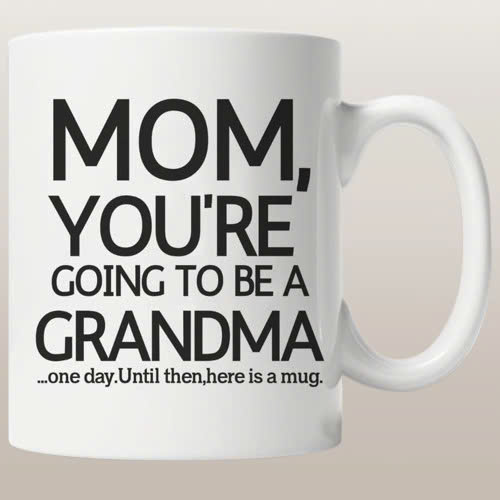 MOM,
YOU'RE
GOING TO BE A
GRANDMA
...one day.Until then,here is a mug.